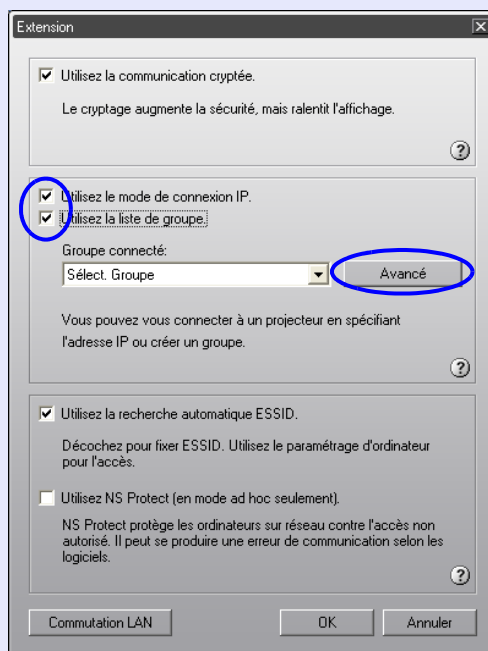 Extension
Utilisez la communication cryptée.
Le cryptage augmente la sécurité, mais ralentit l'affichage.
?
Utilisez le mode de connexion IP.
Utilisez la liste de groupe.
Groupe connecté:
Sélect. Groupe
Avancé
Vous pouvez vous connecter à un projecteur en spécifiant
l'adresse IP ou créer un groupe.
?
Utilisez la recherche automatique ESSID.
Décochez pour fixer ESSID. Utilisez le paramétrage d'ordinateur
pour l'accès.
Utilisez NS Protect (en mode ad hoc seulement).
NS Protect protège les ordinateurs sur réseau contre l'accès non
autorisé. Il peut se produire une erreur de communication selon les
logiciels.
?
Commutation LAN
OK
Annuler